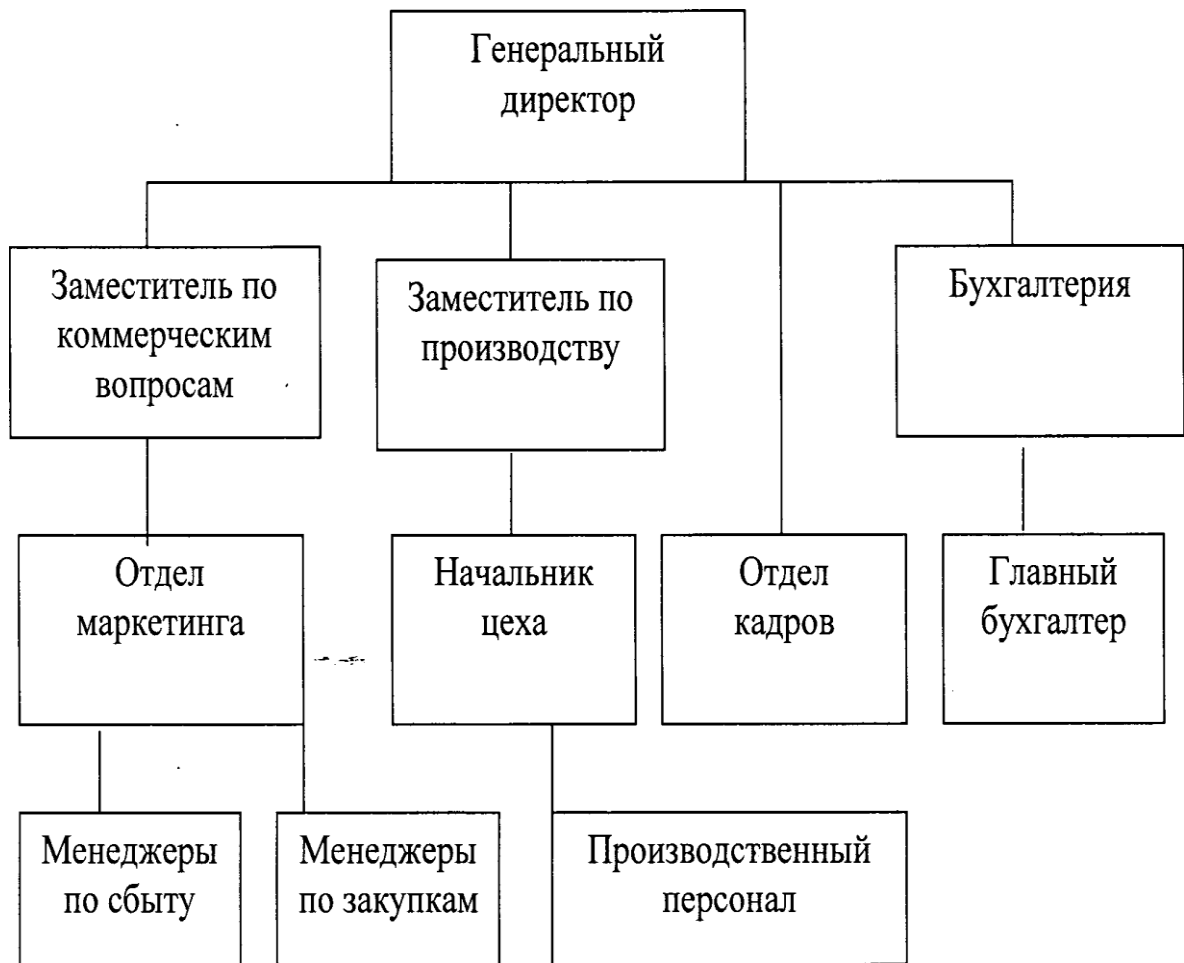 Генеральный
директор
Заместитель по
коммерческим
вопросам
Заместитель по
производству
Бухгалтерия
Отдел
маркетинга
Начальник
цеха
Отдел
кадров
Главный
бухгалтер
Менеджеры
по сбыту
Менеджеры
по закупкам
Производственный
персонал